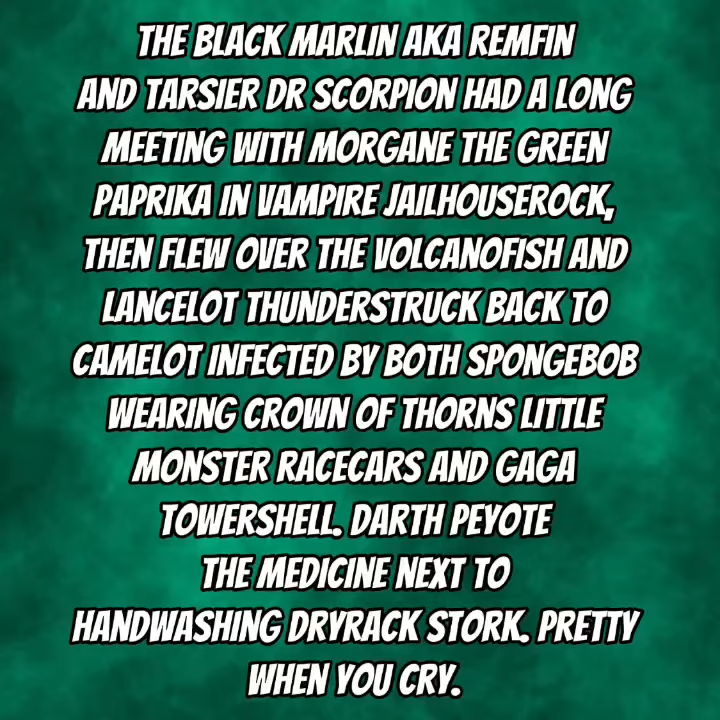 THE BLACK MARLIN AKA REMFIN
AND TARSIER DR SCORPION HAD A LONG
MEETING WITH MORGANE THE GREEN
PAPRIKA IN VAMPIRE JAILHOUSEROCK,
THEN FLEW OVER THE VOLCANOFISH AND
LANCELOT THUNDERSTRUCK BACK TO
CAMELOT INFECTED BY BOTH SPONGEBOB
WEARING CROWN OF THORNS LITTLE
MONSTER RACECARS AND GAGA
TOWERSHELL. DARTH PEYOTE
THE MEDICINE NEXT TO
HANDWASHING DRYRACK STORK. PRETTY
WHEN YOU CRY.